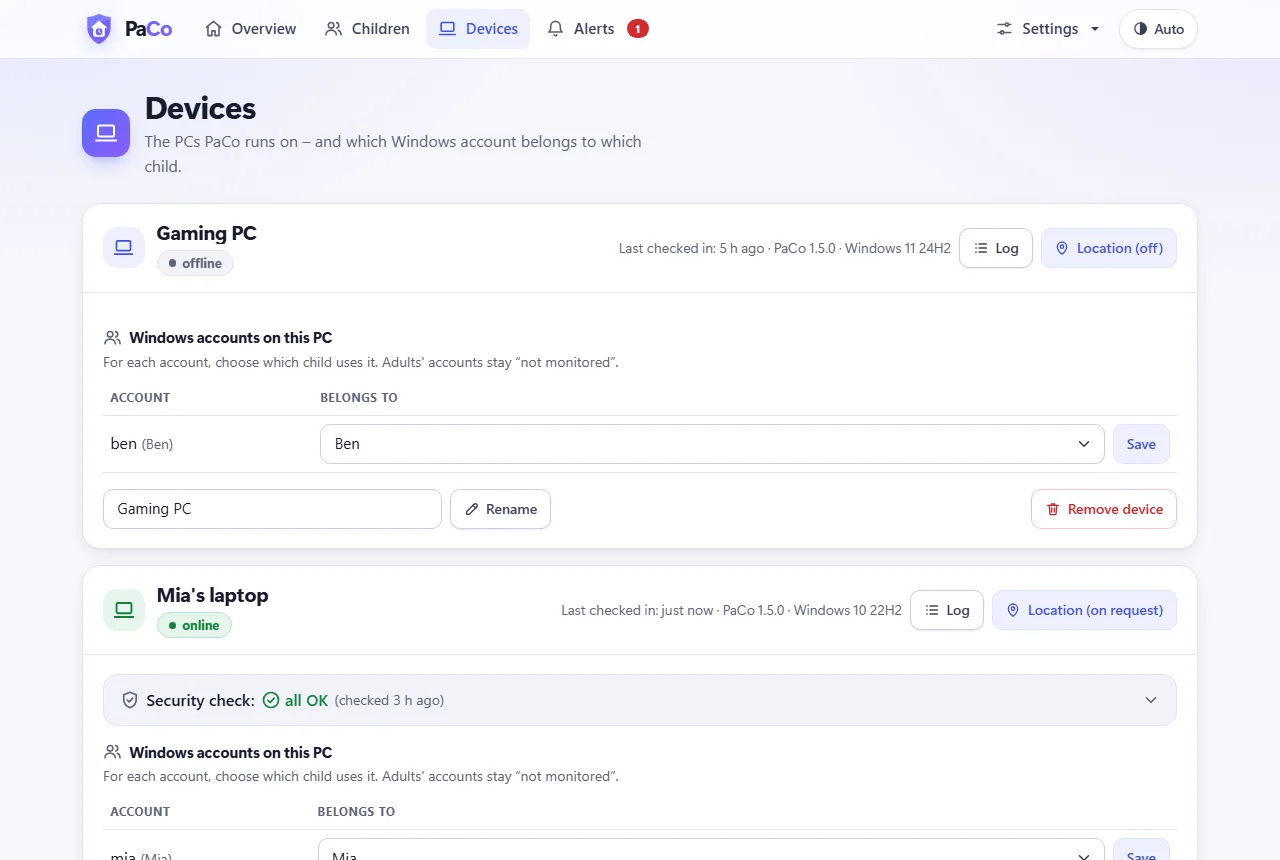 PaCo Overview Children Devices Alerts 1 Settings Auto
Devices
The PCs PaCo runs on – and which Windows account belongs to which
child.
Gaming PC
offline
Last checked in: 5 h ago · PaCo 1.5.0 · Windows 11 24H2 Log Location (off)
Windows accounts on this PC
For each account, choose which child uses it. Adults' accounts stay “not monitored”.
ACCOUNT BELONGS TO
ben (Ben) Ben Save
Gaming PC Rename Remove device
Mia's laptop
online
Last checked in: just now · PaCo 1.5.0 · Windows 10 22H2 Log Location (on request)
Security check: all OK (checked 3 h ago)
Windows accounts on this PC
For each account, choose which child uses it. Adults' accounts stay “not monitored”.
ACCOUNT BELONGS TO
mia (Mia) Mia Save